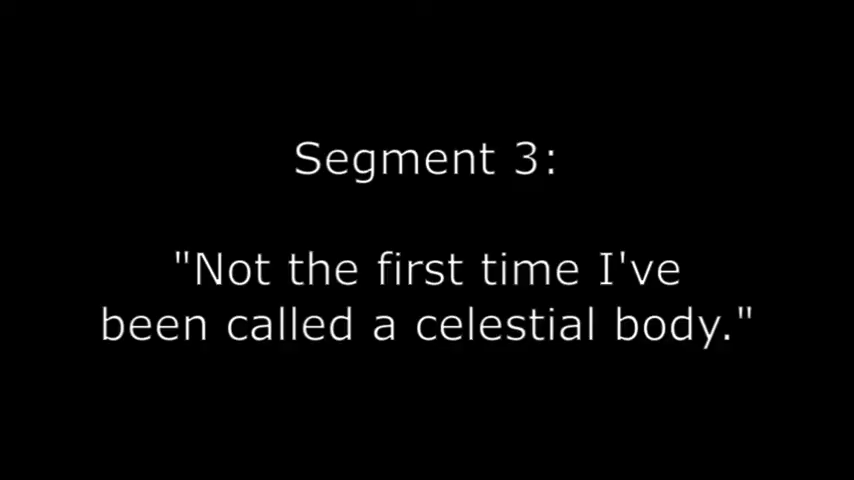 Segment 3:
"Not the first time I've
been called a celestial body."